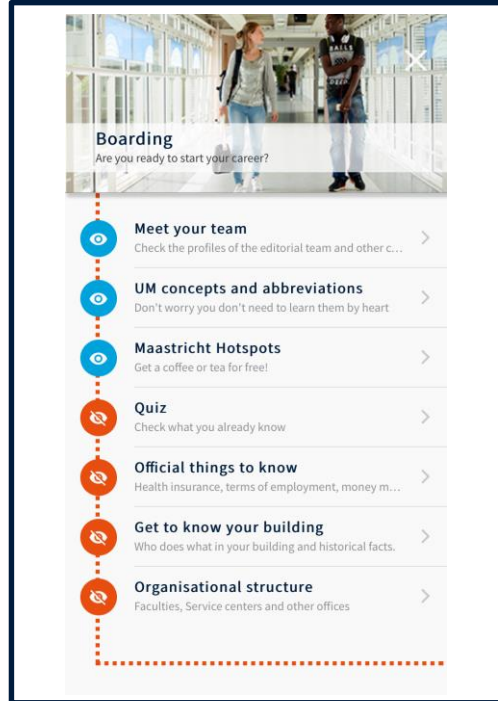 Boarding
Are you ready to start your career?
Meet your team
Check the profiles of the editorial team and other c...
UM concepts and abbreviations
Don't worry you don't need to learn them by heart
Maastricht Hotspots
Get a coffee or tea for free!
Quiz
Check what you already know
Official things to know
Health insurance, terms of employment, money m...
Get to know your building
Who does what in your building and historical facts.
Organisational structure
Faculties, Service centers and other offices